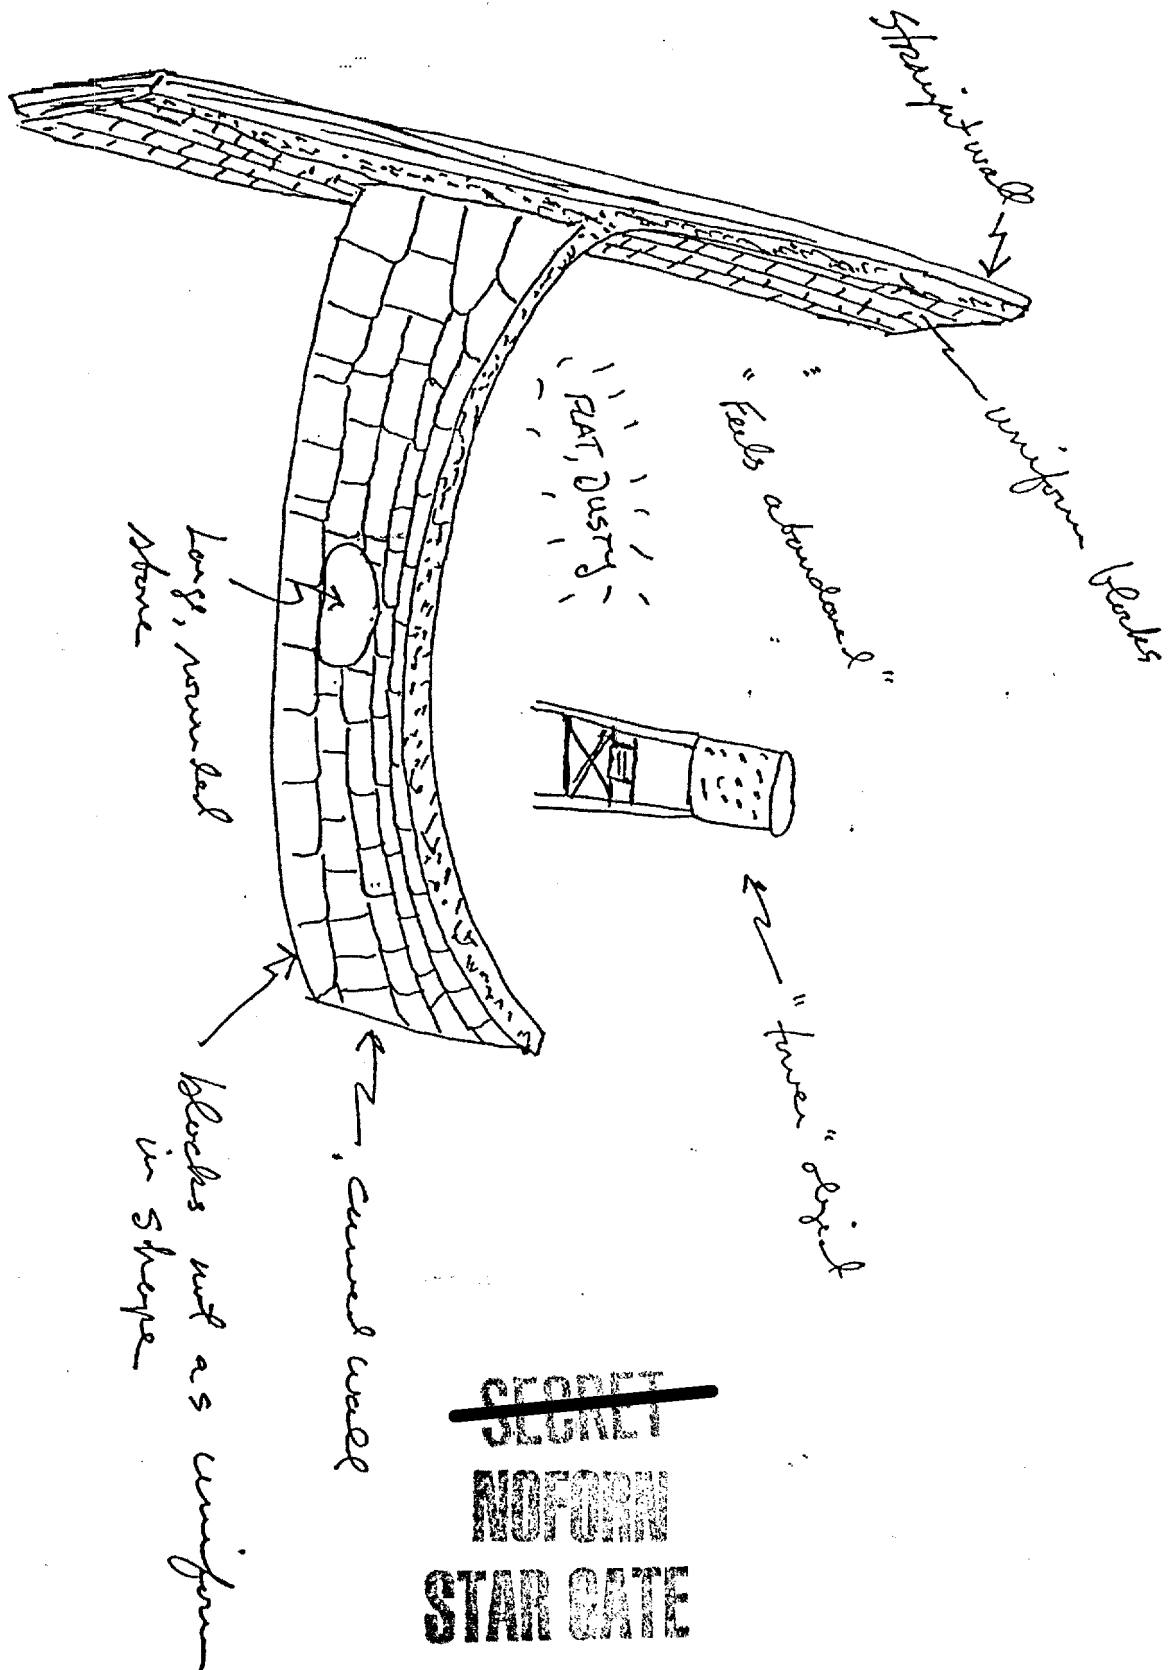 Straight wall
uniform blocks
"Feels abandoned"
FLAT, DUSTY
"tower" object
Large, rounded
stone
curved wall
blocks not as uniform
in shape
SECRET
NOFORN
STAR GATE